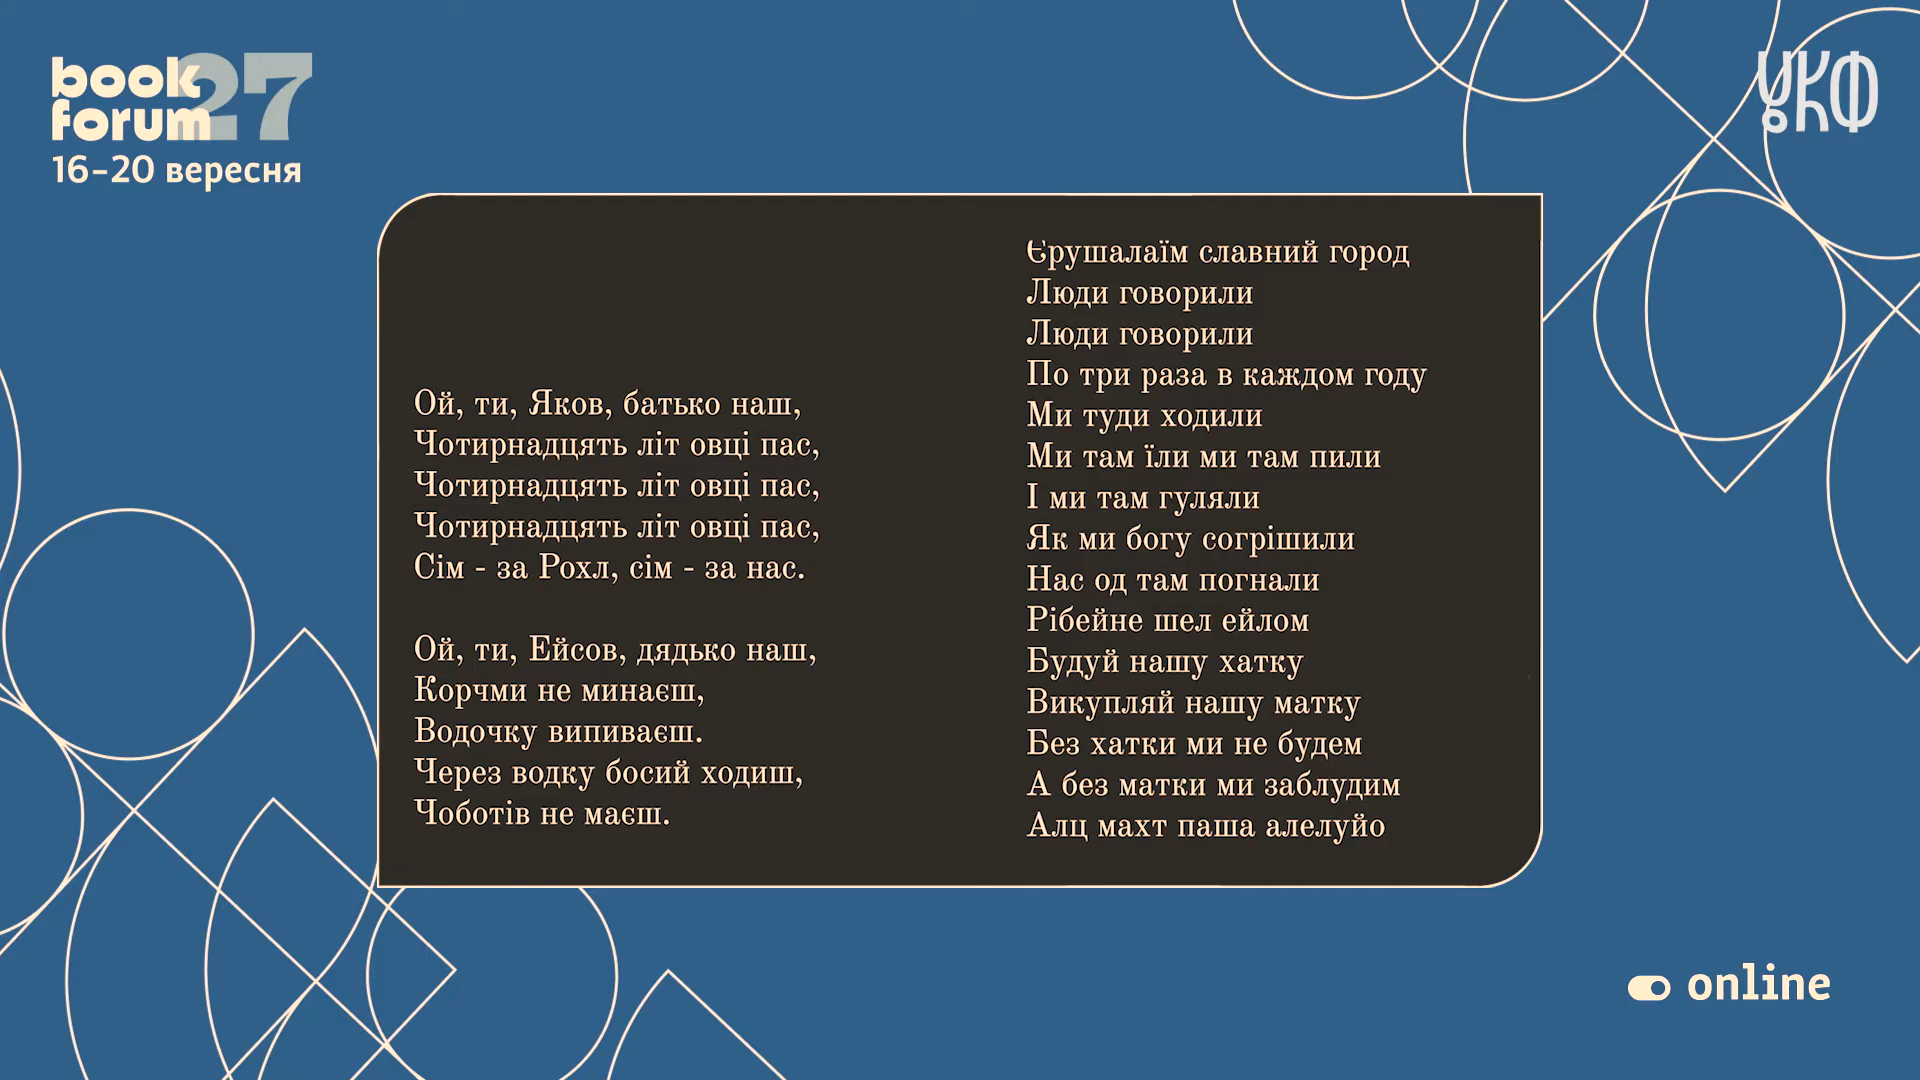 book
forum 27
16–20 вересня
УКФ
Ой, ти, Яков, батько наш,
Чотирнадцять літ овці пас,
Чотирнадцять літ овці пас,
Чотирнадцять літ овці пас,
Сім - за Рохл, сім - за нас.
Ой, ти, Ейсов, дядько наш,
Корчми не минаєш,
Водочку випиваєш.
Через водку босий ходиш,
Чоботів не маєш.
Єрушалаїм славний город
Люди говорили
Люди говорили
По три раза в каждом году
Ми туди ходили
Ми там їли ми там пили
І ми там гуляли
Як ми богу согрішили
Нас од там погнали
Рібейне шел ейлом
Будуй нашу хатку
Викупляй нашу матку
Без хатки ми не будем
А без матки ми заблудим
Алц махт паша алелуйо
online